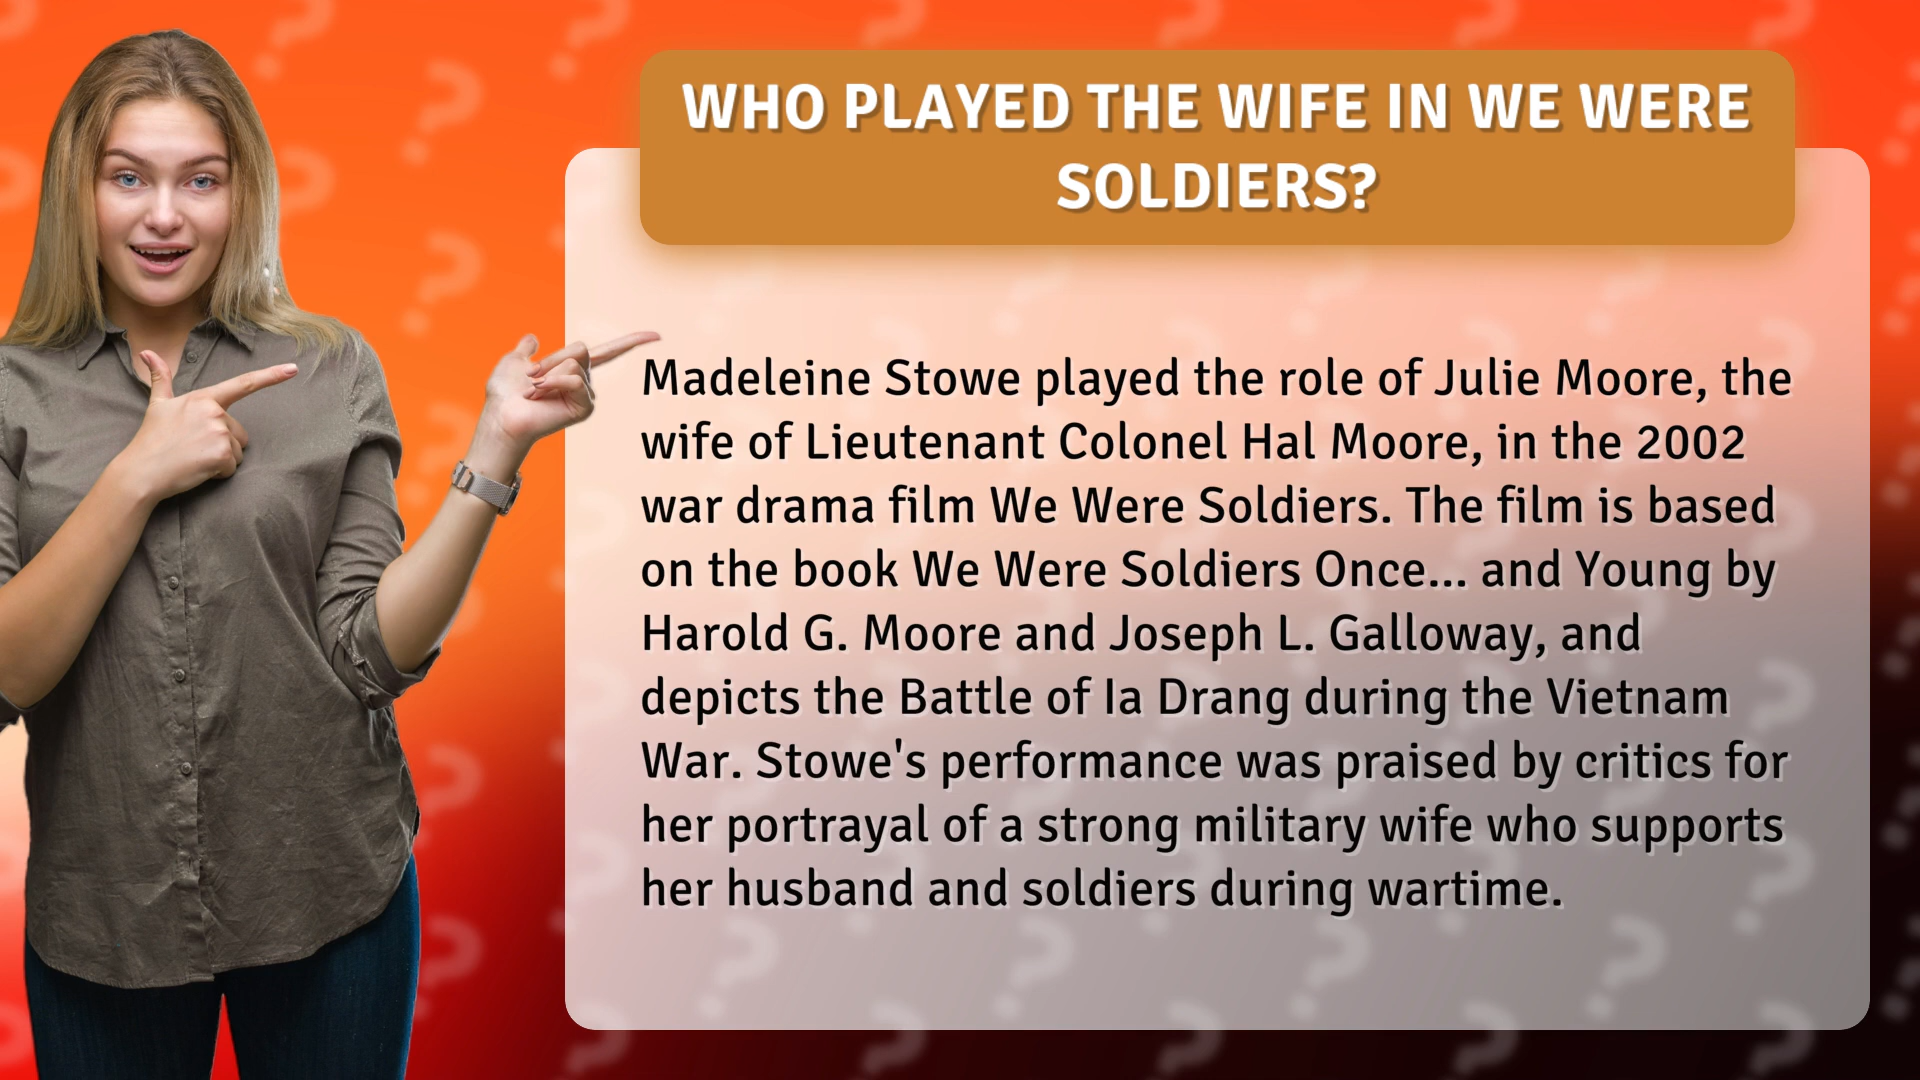 WHO PLAYED THE WIFE IN WE WERE
SOLDIERS?
Madeleine Stowe played the role of Julie Moore, the
wife of Lieutenant Colonel Hal Moore, in the 2002
war drama film We Were Soldiers. The film is based
on the book We Were Soldiers Once... and Young by
Harold G. Moore and Joseph L. Galloway, and
depicts the Battle of Ia Drang during the Vietnam
War. Stowe's performance was praised by critics for
her portrayal of a strong military wife who supports
her husband and soldiers during wartime.